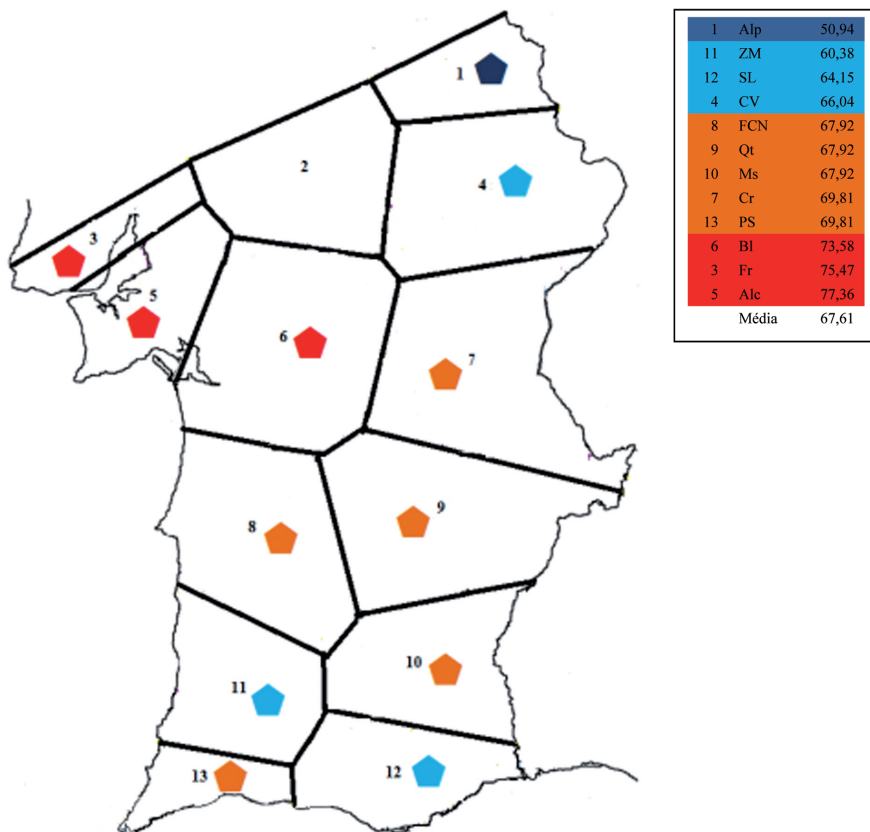 1 Alp 50,94
11 ZM 60,38
12 SL 64,15
4 CV 66,04
8 FCN 67,92
9 Qt 67,92
10 Ms 67,92
7 Cr 69,81
13 PS 69,81
6 Bl 73,58
3 Fr 75,47
5 Alc 77,36
Média 67,61
1
2
4
3
5
6
7
9
8
10
11
12
13